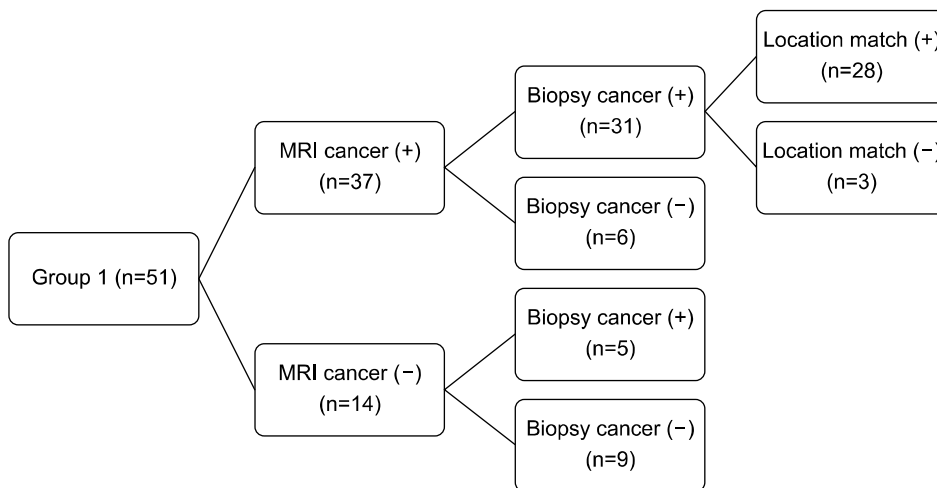 Location match (+)
(n=28)
Biopsy cancer (+)
(n=31)
MRI cancer (+)
(n=37)
Location match (−)
(n=3)
Biopsy cancer (−)
(n=6)
Group 1 (n=51)
Biopsy cancer (+)
(n=5)
MRI cancer (−)
(n=14)
Biopsy cancer (−)
(n=9)